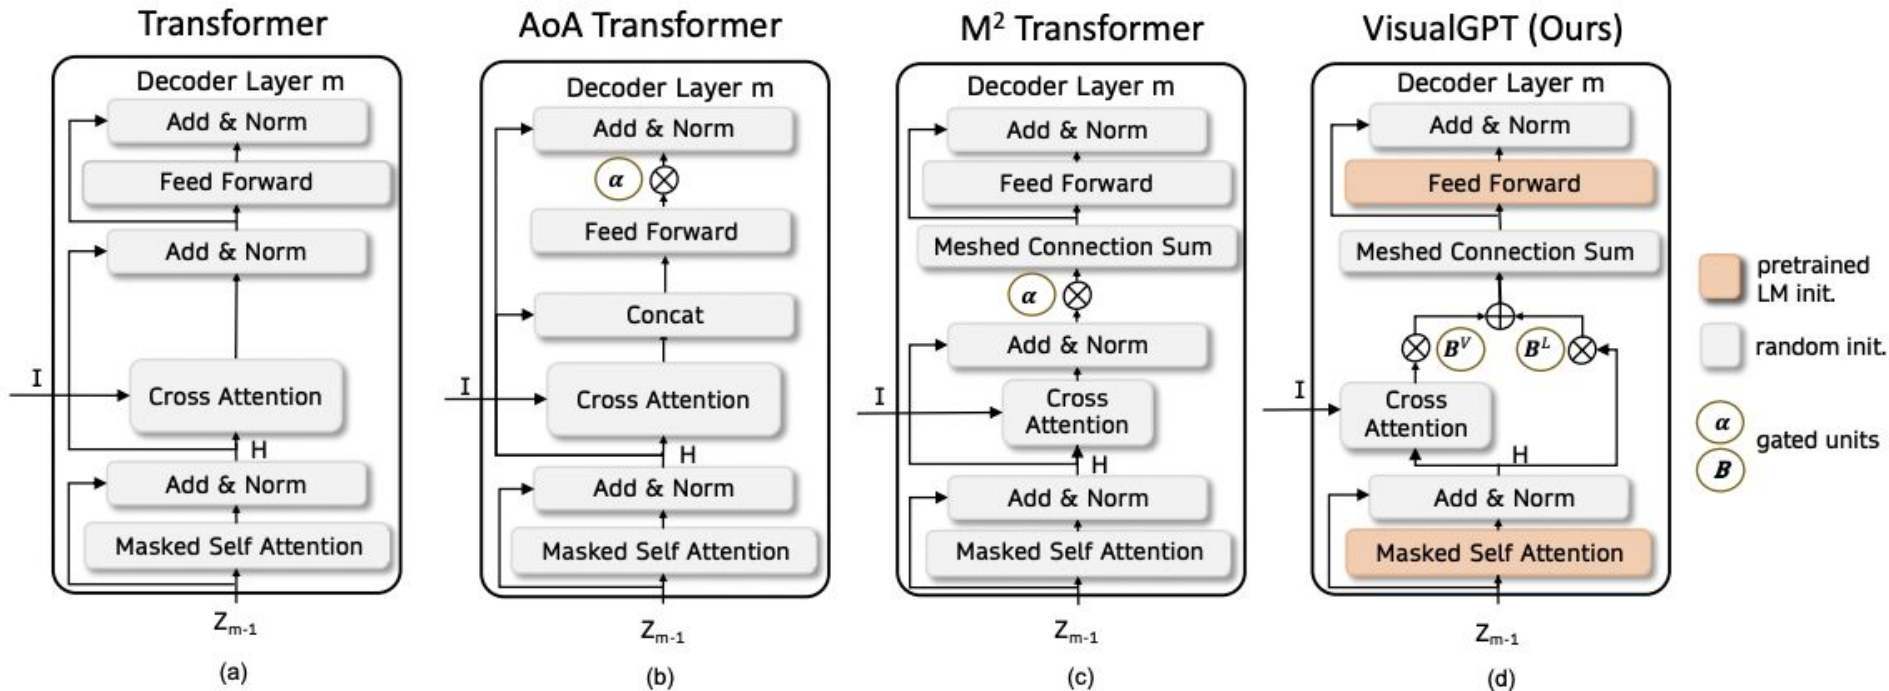 Transformer
Decoder Layer m
Add & Norm
Feed Forward
Add & Norm
I
Cross Attention
H
Add & Norm
Masked Self Attention
Zm-1
(a)
AoA Transformer
Decoder Layer m
Add & Norm
α
Feed Forward
Concat
I
Cross Attention
H
Add & Norm
Masked Self Attention
Zm-1
(b)
M² Transformer
Decoder Layer m
Add & Norm
Feed Forward
Meshed Connection Sum
α
Add & Norm
I
Cross
Attention
H
Add & Norm
Masked Self Attention
Zm-1
(c)
VisualGPT (Ours)
Decoder Layer m
Add & Norm
Feed Forward
Meshed Connection Sum
B^V B^L
I
Cross
Attention
H
Add & Norm
Masked Self Attention
Zm-1
(d)
pretrained
LM init.
random init.
α
gated units
B